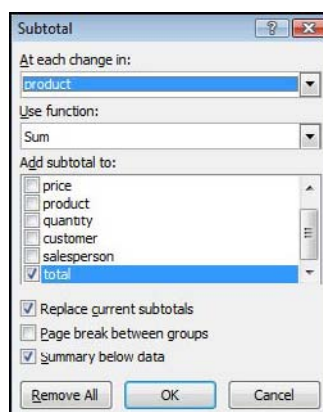 Subtotal
At each change in:
product
Use function:
Sum
Add subtotal to:
price
product
quantity
customer
salesperson
total
Replace current subtotals
Page break between groups
Summary below data
Remove All OK Cancel